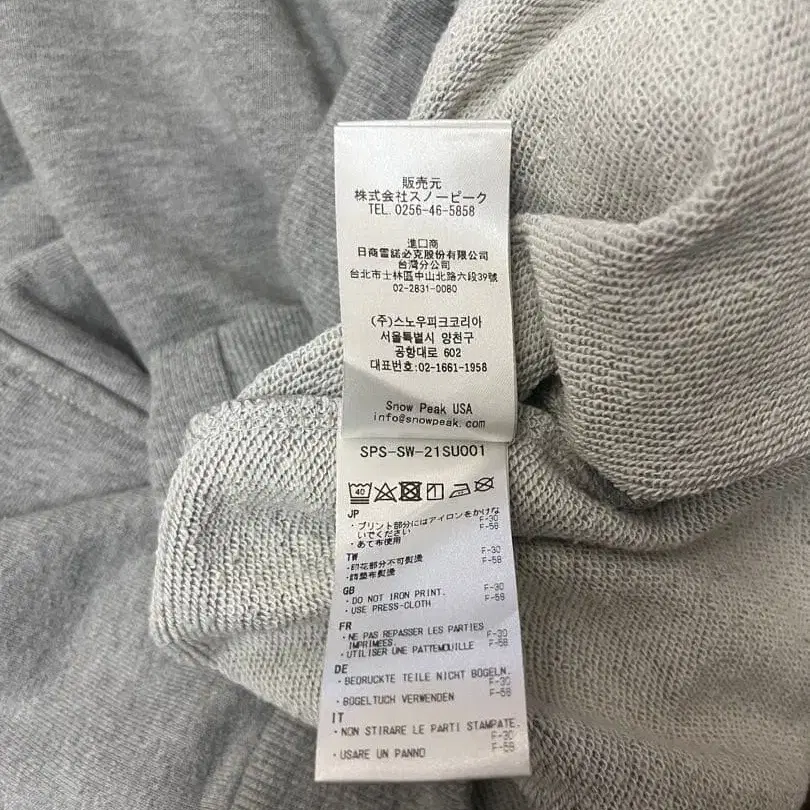 販売元
株式会社スノーピーク
TEL. 0256-46-5858
進口商
日商雪諾必克股份有限公司
台湾分公司
台北市士林區中山北路六段39號
02-2831-0080
(주)스노우피크코리아
서울특별시 양천구
공항대로 602
대표번호: 02-1661-1958
Snow Peak USA
info@snowpeak.com
SPS-SW-21SU001
40
JP
・プリント部分にはアイロンをかけな F-30
いでください F-58
・あて布使用
TW
・印花部分不可熨燙 F-30
・調墊布熨燙 F-58
GB
・DO NOT IRON PRINT. F-30
・USE PRESS-CLOTH F-58
FR
・NE PAS REPASSER LES PARTIES
IMPRIMEES. F-30
・UTILISER UNE PATTEMOUILLE F-58
DE
・BEDRUCKTE TEILE NICHT BÜGELN.
F-30
・BÜGELTUCH VERWENDEN F-58
IT
・NON STIRARE LE PARTI STAMPATE.
F-30
・USARE UN PANNO F-58